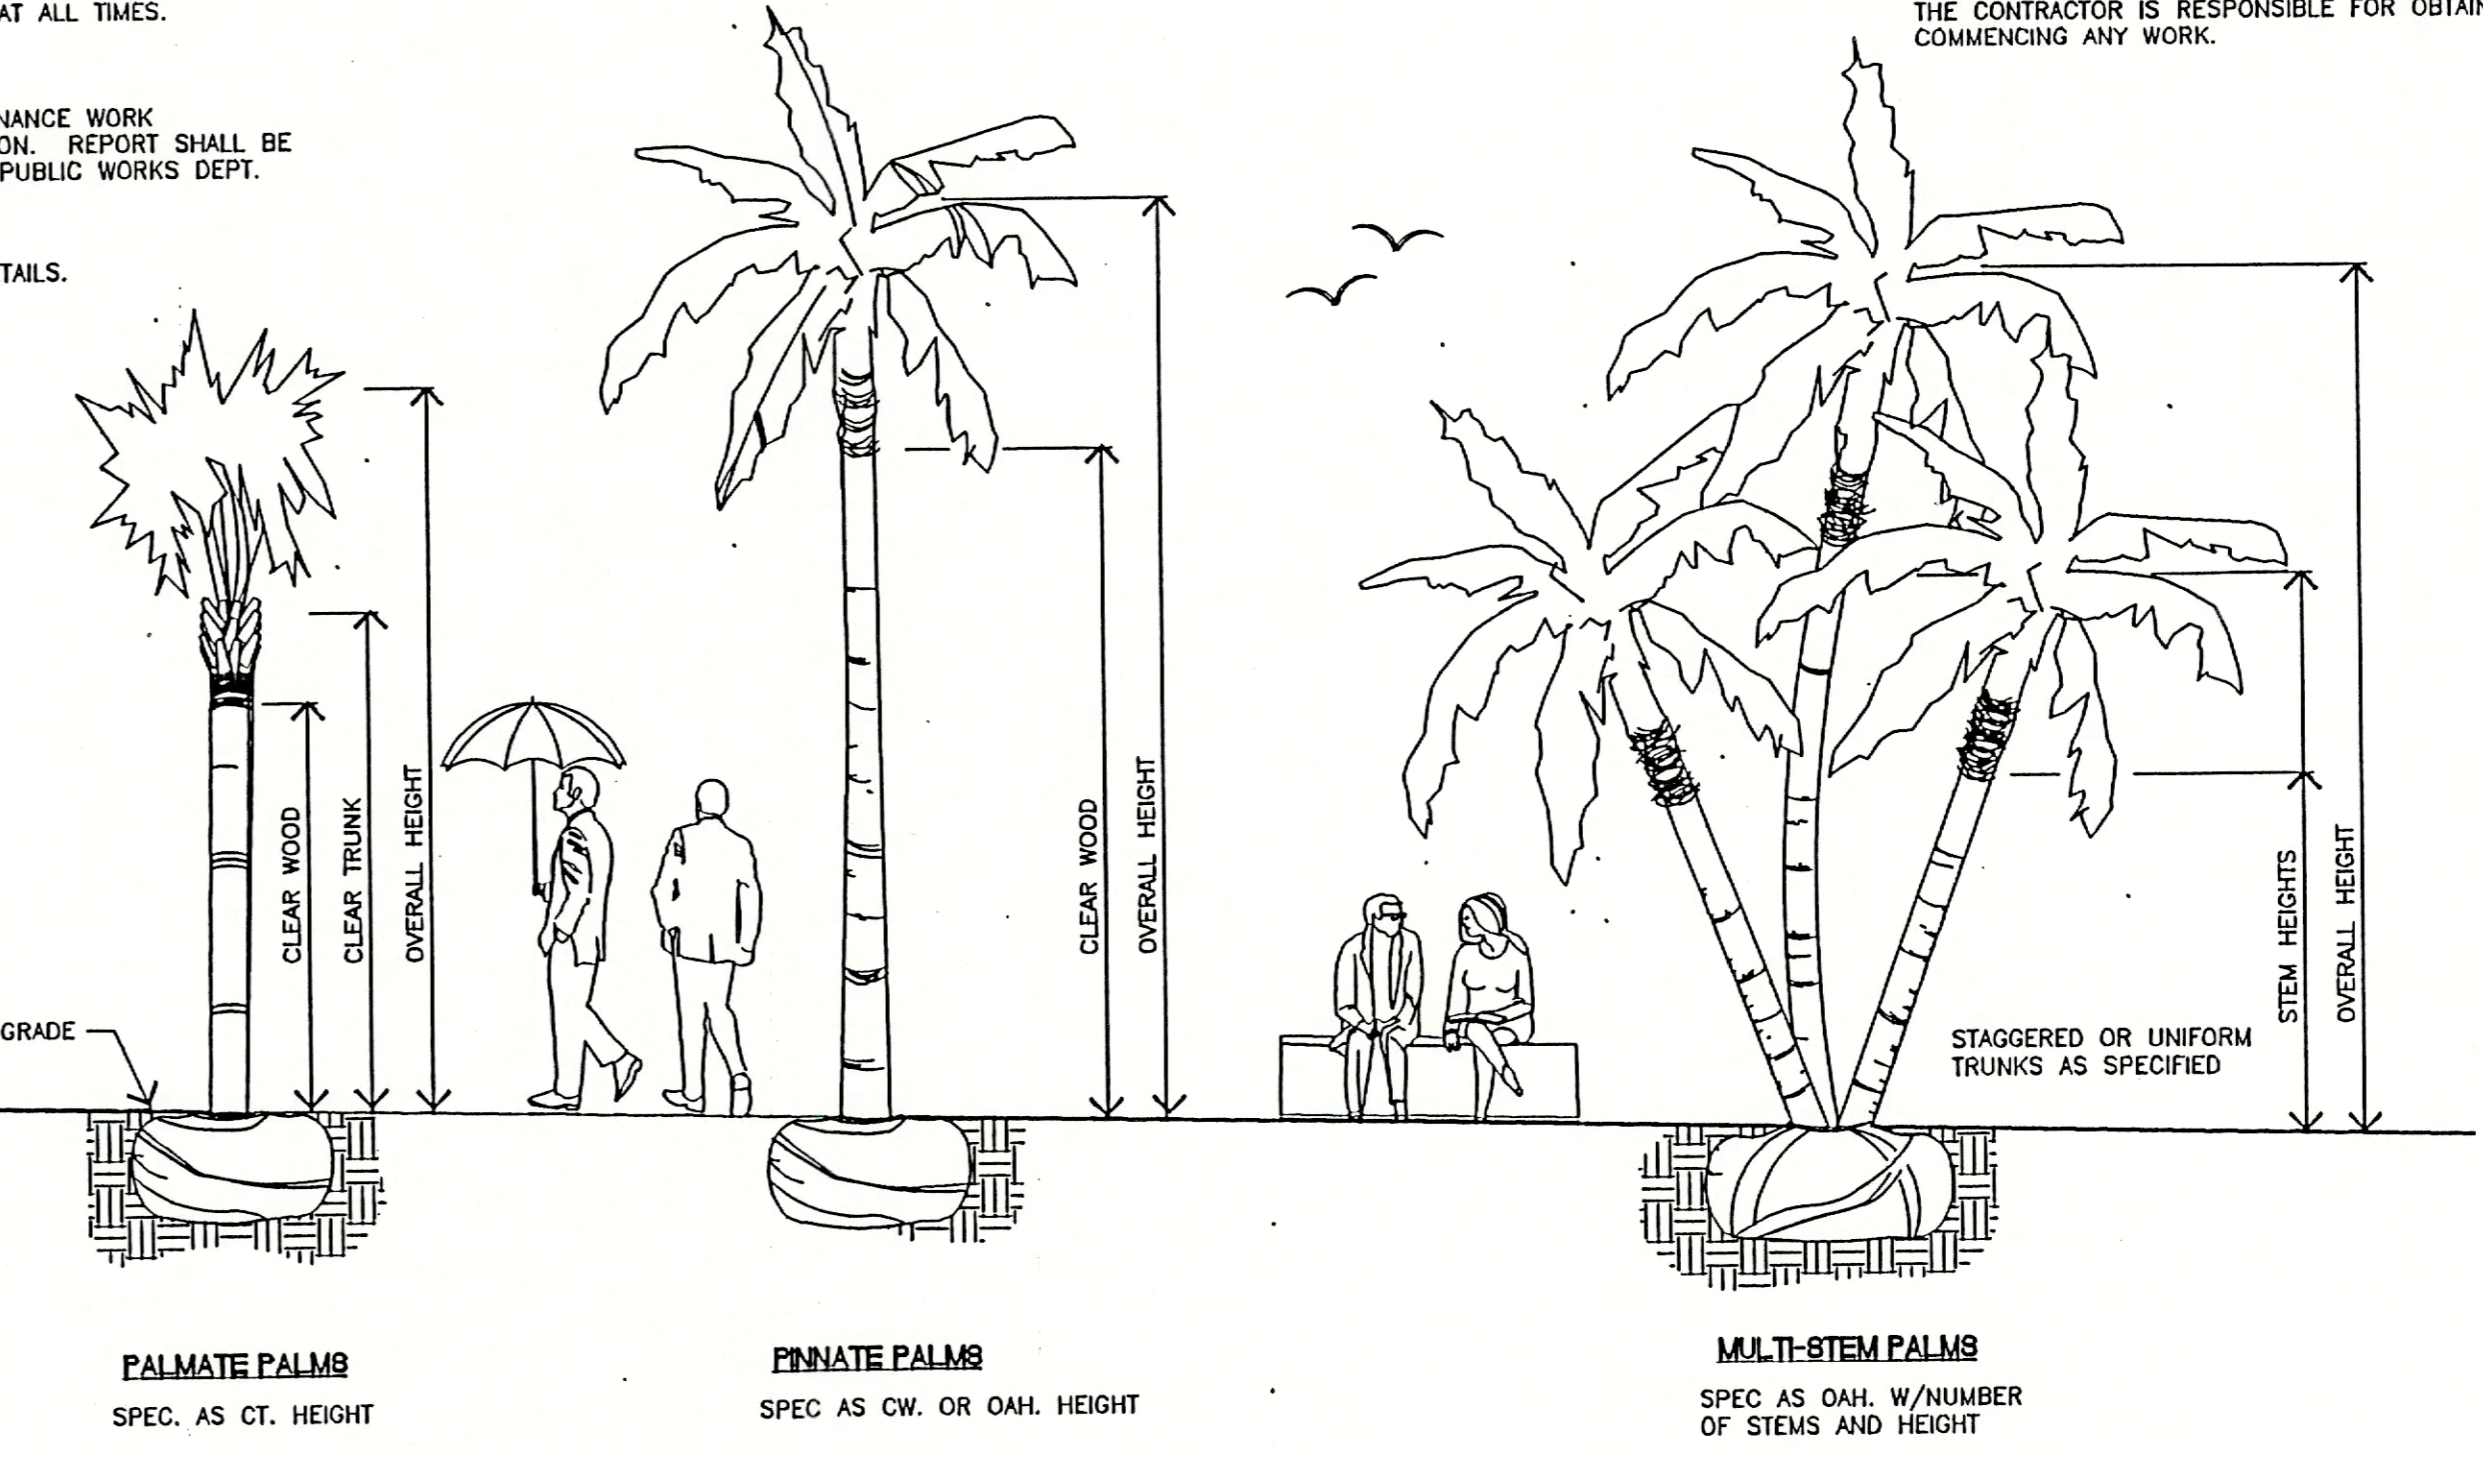 AT ALL TIMES.
THE CONTRACTOR IS RESPONSIBLE FOR OBTAIN
COMMENCING ANY WORK.
NANCE WORK
ON. REPORT SHALL BE
PUBLIC WORKS DEPT.
TAILS.
GRADE
CLEAR WOOD
CLEAR TRUNK
OVERALL HEIGHT
CLEAR WOOD
OVERALL HEIGHT
STAGGERED OR UNIFORM
TRUNKS AS SPECIFIED
STEM HEIGHTS
OVERALL HEIGHT
PALMATE PALMS
SPEC. AS CT. HEIGHT
PINNATE PALMS
SPEC AS CW. OR OAH. HEIGHT
MULTI-STEM PALMS
SPEC AS OAH. W/NUMBER
OF STEMS AND HEIGHT